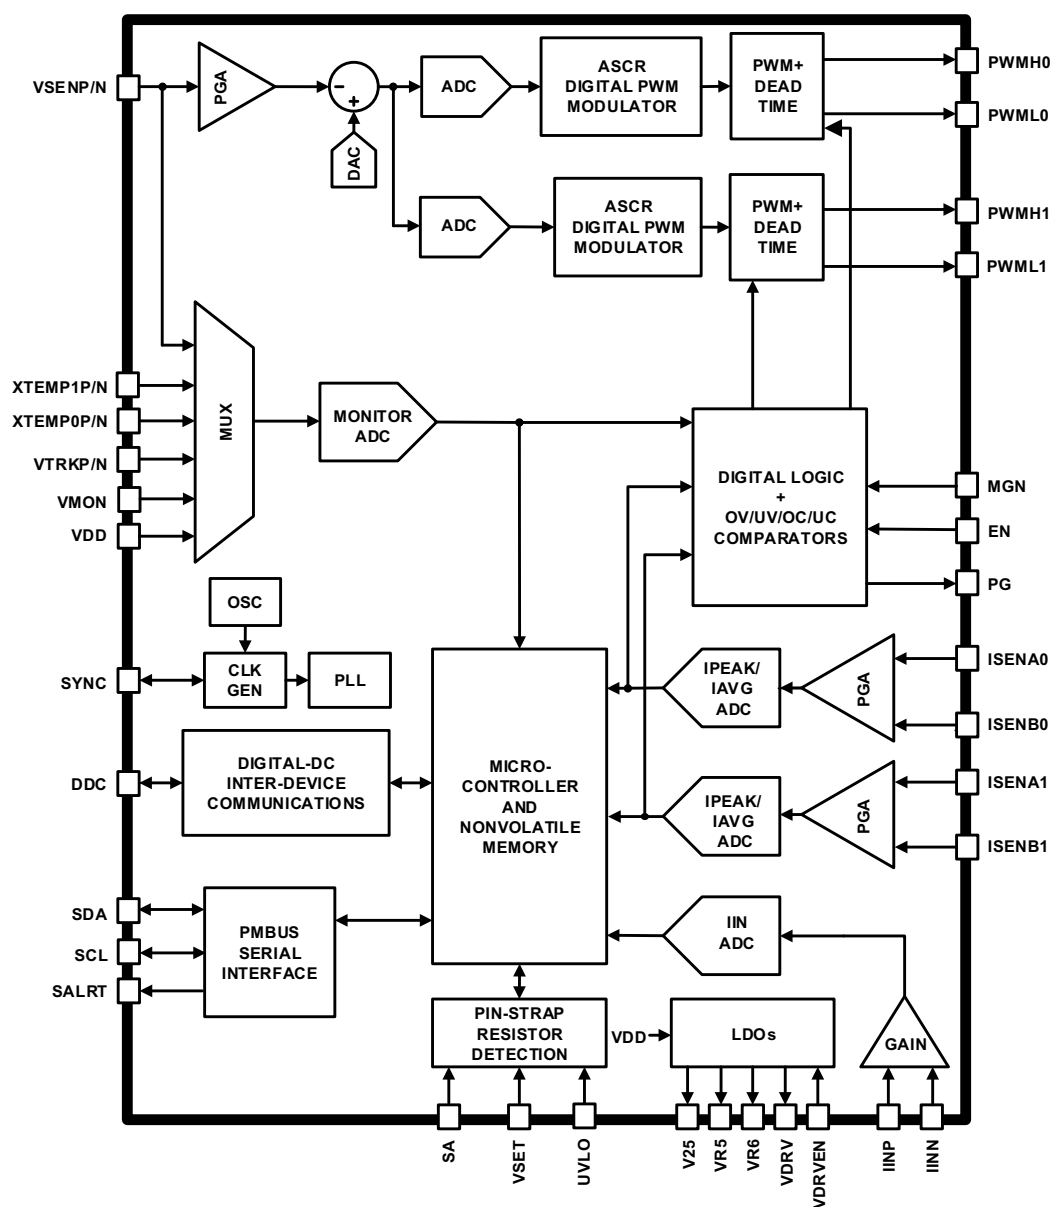 VSENP/N
PGA
-
+
DAC
ADC
ASCR
DIGITAL PWM
MODULATOR
PWM+
DEAD
TIME
PWMH0
PWML0
ADC
ASCR
DIGITAL PWM
MODULATOR
PWM+
DEAD
TIME
PWMH1
PWML1
XTEMP1P/N
XTEMP0P/N
VTRKP/N
VMON
VDD
MUX
MONITOR
ADC
DIGITAL LOGIC
+
OV/UV/OC/UC
COMPARATORS
MGN
EN
PG
OSC
SYNC
CLK
GEN
PLL
DDC
DIGITAL-DC
INTER-DEVICE
COMMUNICATIONS
MICRO-
CONTROLLER
AND
NONVOLATILE
MEMORY
IPEAK/
IAVG
ADC
PGA
ISENA0
ISENB0
IPEAK/
IAVG
ADC
PGA
ISENA1
ISENB1
SDA
SCL
SALRT
PMBUS
SERIAL
INTERFACE
IIN
ADC
PIN-STRAP
RESISTOR
DETECTION
VDD
LDOs
GAIN
SA
VSET
UVLO
V25
VR5
VR6
VDRV
VDRVEN
IINP
IINN